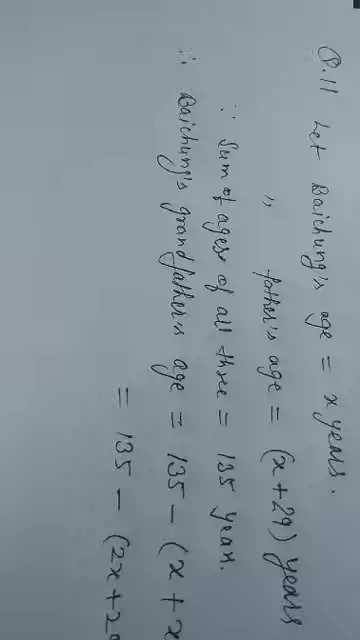 Q.11 Let Baichung's age = x years.
" father's age = (x+29) years
∵ Sum of ages of all three = 135 years.
∴ Baichung's grandfather's age = 135 - (x + x
= 135 - (2x + 2